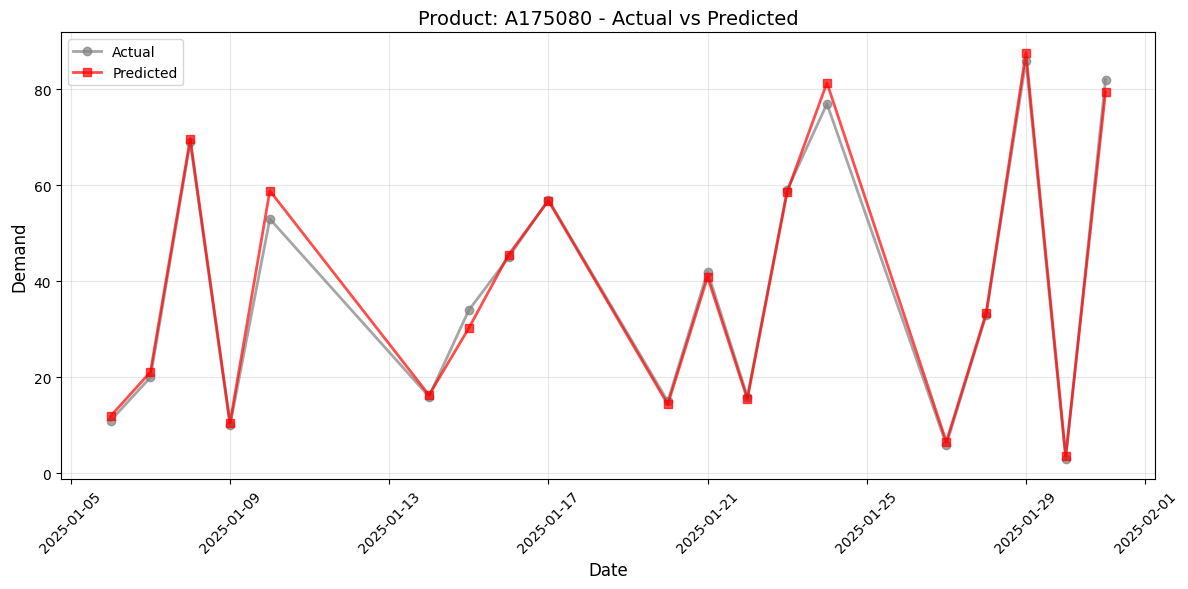 Product: A175080 - Actual vs Predicted
Actual
Predicted
Demand
80
60
40
20
0
2025-01-05
2025-01-09
2025-01-13
2025-01-17
2025-01-21
2025-01-25
2025-01-29
2025-02-01
Date